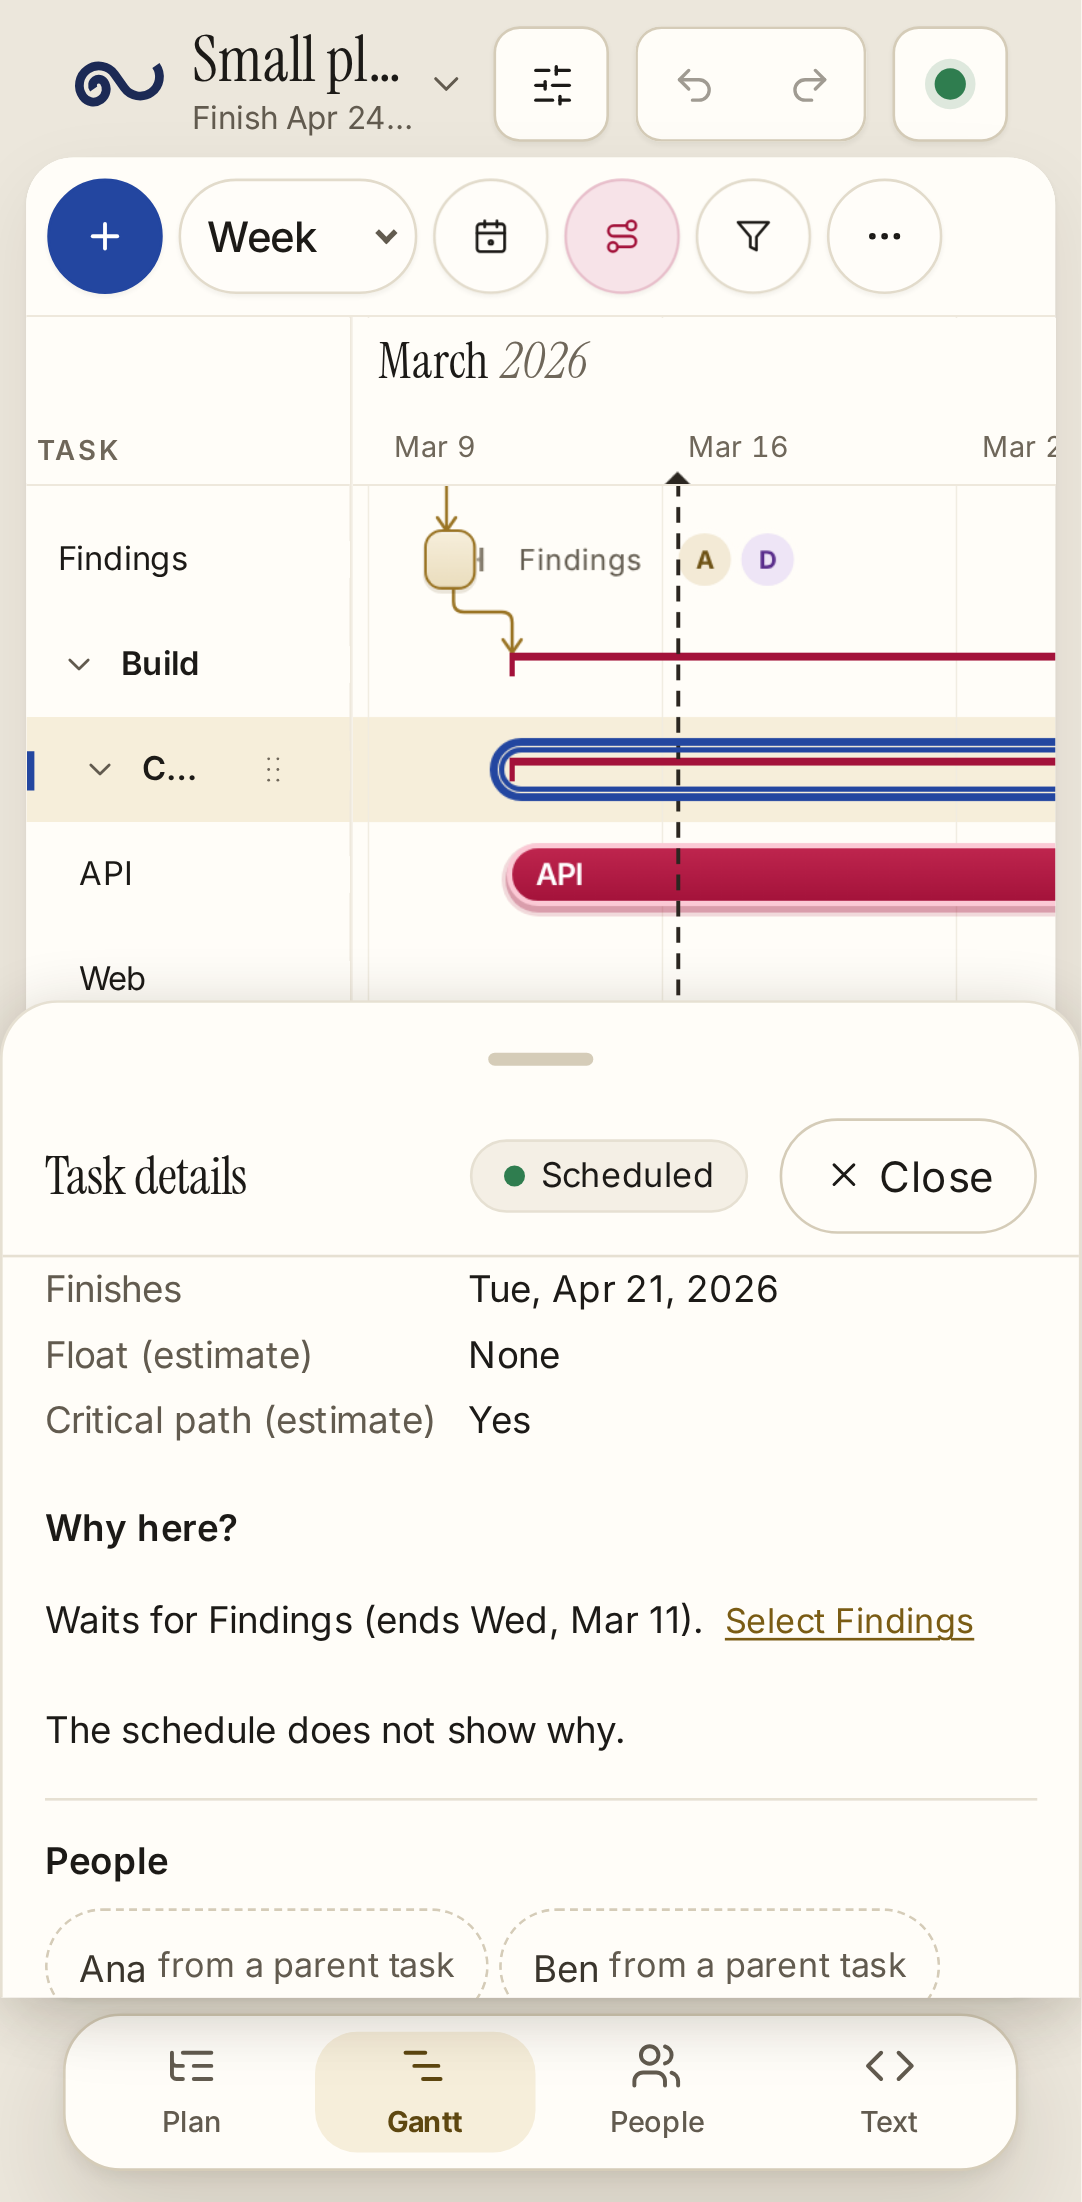 Small pl...
Finish Apr 24...
Week
March 2026
TASK
Mar 9
Mar 16
Mar 2
Findings
Findings
A
D
Build
C...
API
API
Web
Task details
Scheduled
Close
Finishes
Tue, Apr 21, 2026
Float (estimate)
None
Critical path (estimate)
Yes
Why here?
Waits for Findings (ends Wed, Mar 11). Select Findings
The schedule does not show why.
People
Ana from a parent task
Ben from a parent task
Plan
Gantt
People
Text